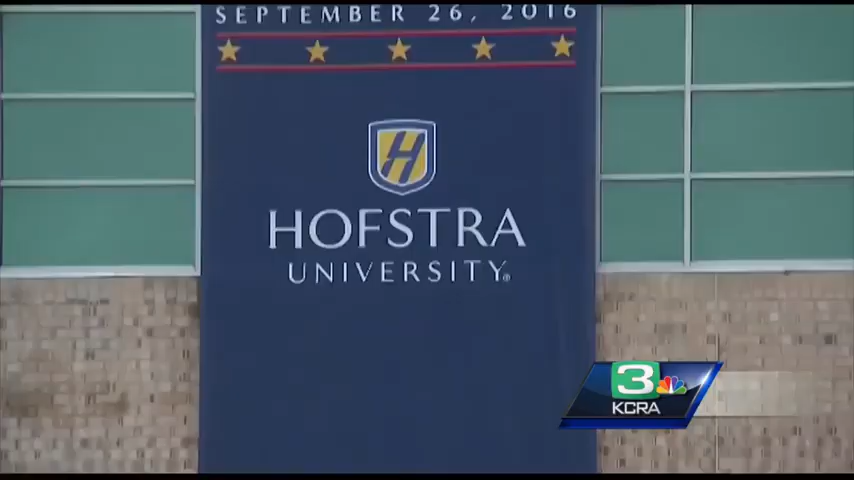 SEPTEMBER 26, 2016
H
HOFSTRA
UNIVERSITY®
3
KCRA